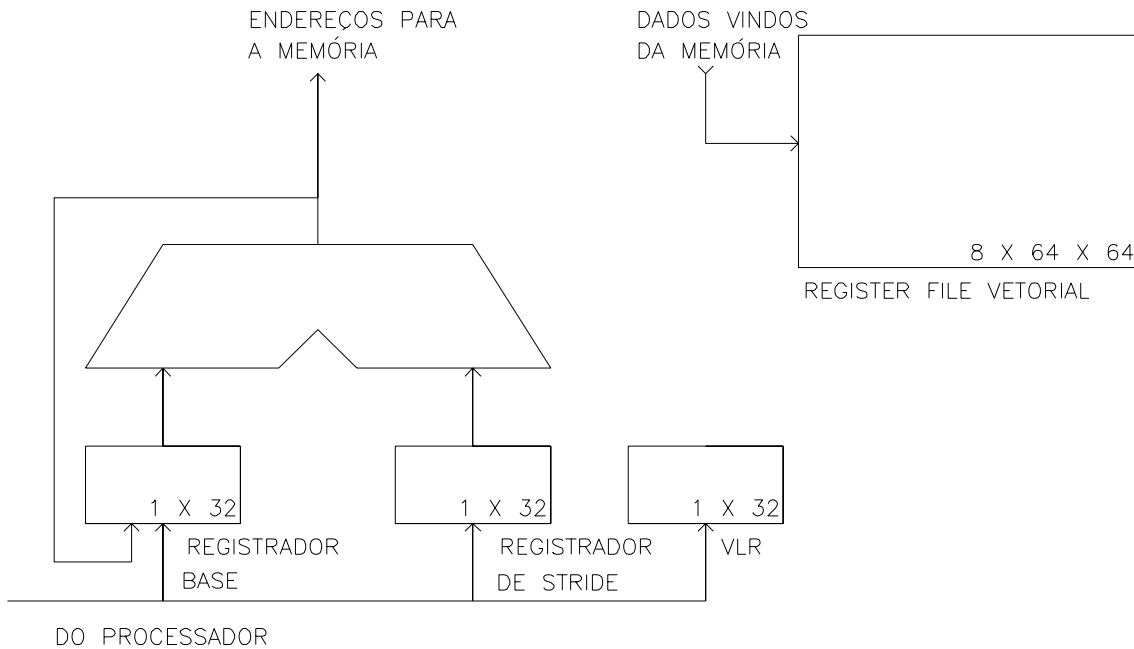 ENDEREÇOS PARA
A MEMÓRIA
DADOS VINDOS
DA MEMÓRIA
8 X 64 X 64
REGISTER FILE VETORIAL
1 X 32
1 X 32
1 X 32
REGISTRADOR
BASE
REGISTRADOR
DE STRIDE
VLR
DO PROCESSADOR